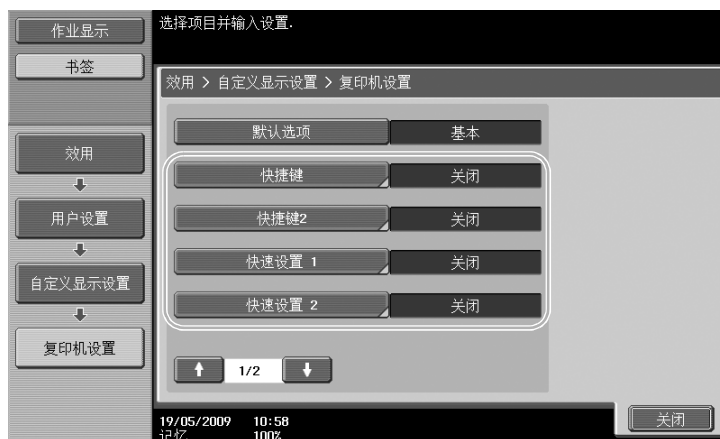 作业显示
选择项目并输入设置.
书签
效用 > 自定义显示设置 > 复印机设置
默认选项 基本
效用
快捷键 关闭
用户设置
快捷键2 关闭
快速设置 1 关闭
自定义显示设置
快速设置 2 关闭
复印机设置
1/2
关闭
19/05/2009 10:58
记忆 100%